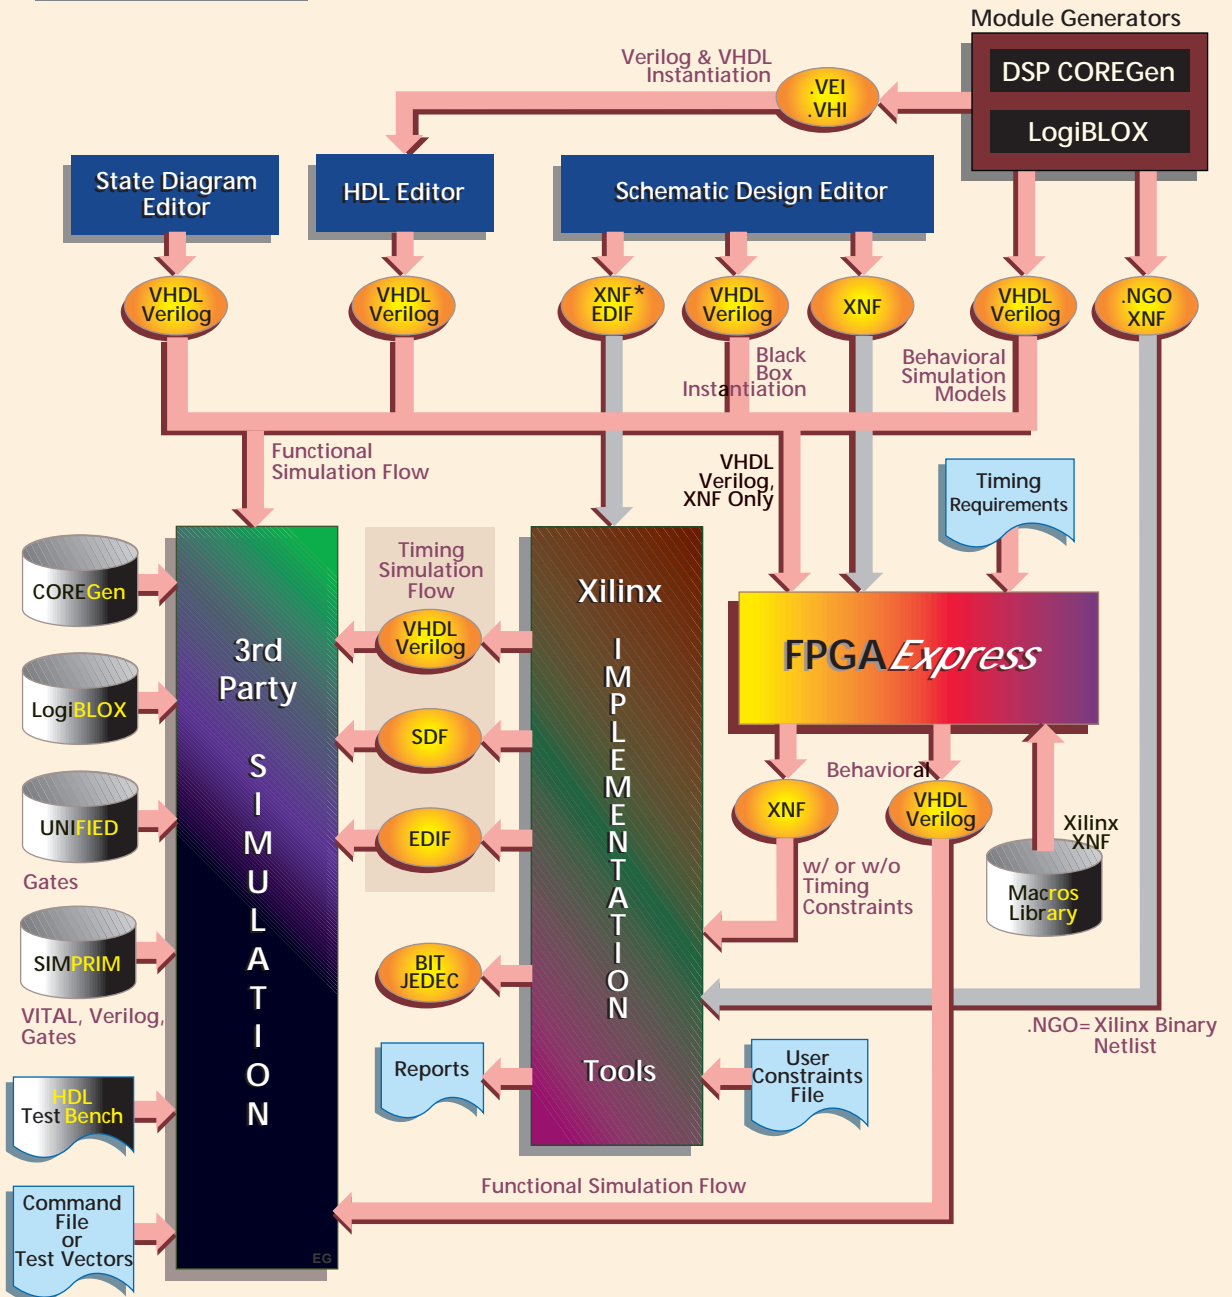 Module Generators
DSP COREGen
LogiBLOX
Verilog & VHDL
Instantiation
.VEI
.VHI
State Diagram
Editor
HDL Editor
Schematic Design Editor
VHDL
Verilog
VHDL
Verilog
XNF*
EDIF
VHDL
Verilog
XNF
VHDL
Verilog
.NGO
XNF
Black
Box
Instantiation
Behavioral
Simulation
Models
Functional
Simulation Flow
VHDL
Verilog,
XNF Only
Timing
Requirements
COREGen
LogiBLOX
UNIFIED
Gates
SIMPRIM
VITAL, Verilog,
Gates
HDL
Test Bench
Command
File
or
Test Vectors
3rd
Party
SIMULATION
EG
Timing
Simulation
Flow
VHDL
Verilog
SDF
EDIF
BIT
JEDEC
Reports
Xilinx
IMPLEMENTATION
Tools
User
Constraints
File
FPGA Express
Behavioral
XNF
VHDL
Verilog
w/ or w/o
Timing
Constraints
Xilinx
XNF
Macros
Library
.NGO= Xilinx Binary
Netlist
Functional Simulation Flow